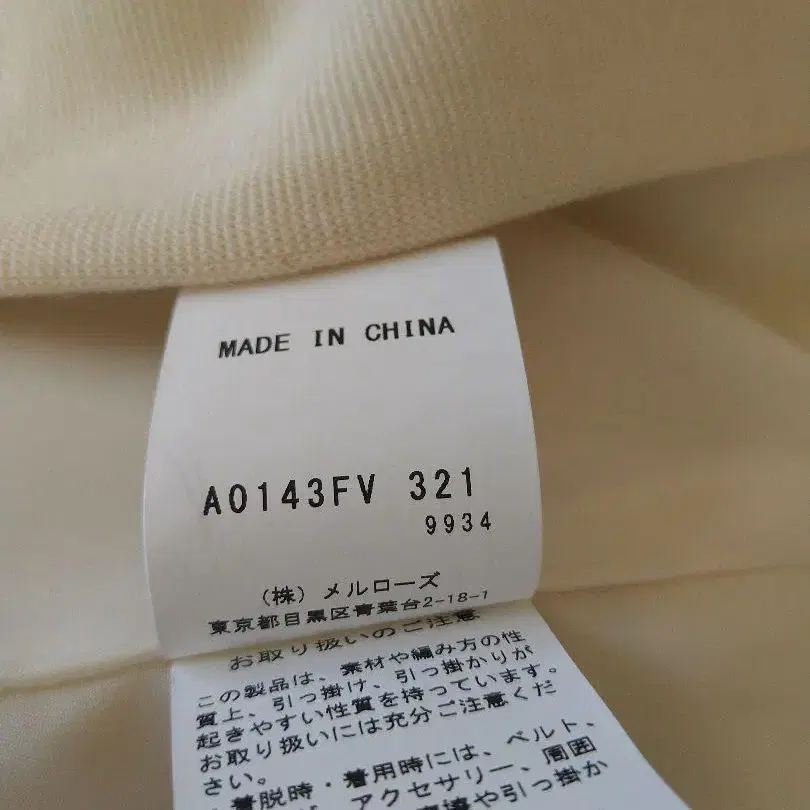 MADE IN CHINA
A0143FV 321
9934
(株)メルローズ
東京都目黒区青葉台2-18-1
お取り扱いのご注意
この製品は、素材や編み方の性
質上、引っ掛け、引っ掛かりが
起きやすい性質を持っています。
お取り扱いには充分ご注意くだ
さい。
着脱時・着用時には、ベルト、
アクセサリー、周囲
や引っ掛か